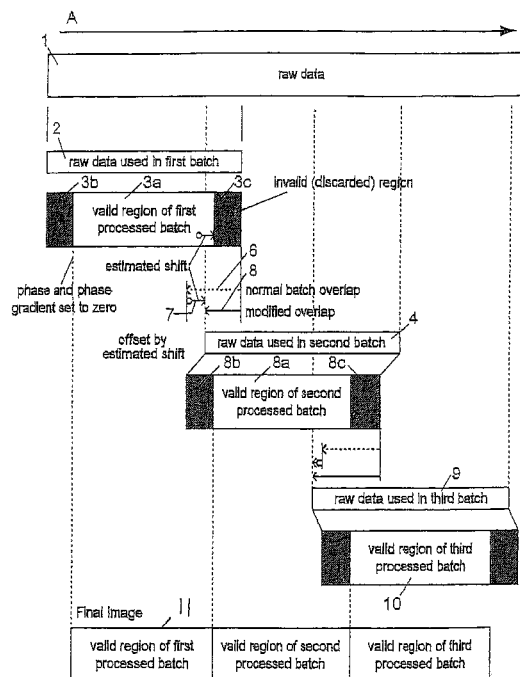 A
1
raw data
2
raw data used in first batch
3b
3a
3c
invalid (discarded) region
valid region of first
processed batch
estimated shift
6
8
phase and phase
gradient set to zero
normal batch overlap
7
modified overlap
4
offset by
estimated shift
raw data used in second batch
8b
8a
8c
valid region of second
processed batch
9
raw data used in third batch
valid region of third
processed batch
10
Final image
11
valid region of first
processed batch
valid region of second
processed batch
valid region of third
processed batch